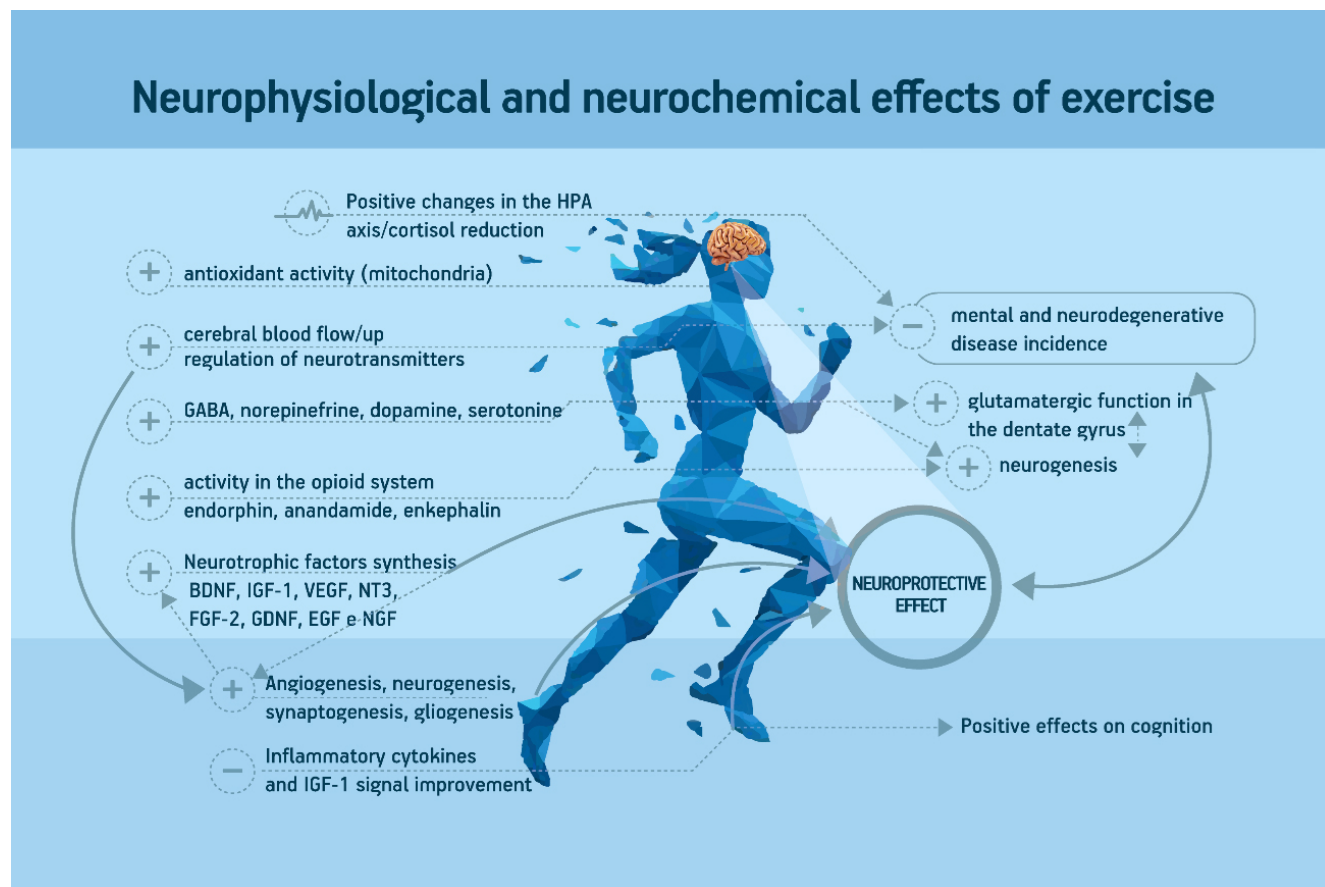 Neurophysiological and neurochemical effects of exercise
Positive changes in the HPA
axis/cortisol reduction
antioxidant activity (mitochondria)
cerebral blood flow/up
regulation of neurotransmitters
GABA, norepinefrine, dopamine, serotonine
activity in the opioid system
endorphin, anandamide, enkephalin
Neurotrophic factors synthesis
BDNF, IGF-1, VEGF, NT3,
FGF-2, GDNF, EGF e NGF
Angiogenesis, neurogenesis,
synaptogenesis, gliogenesis
Inflammatory cytokines
and IGF-1 signal improvement
mental and neurodegenerative
disease incidence
glutamatergic function in
the dentate gyrus
neurogenesis
NEUROPROTECTIVE
EFFECT
Positive effects on cognition